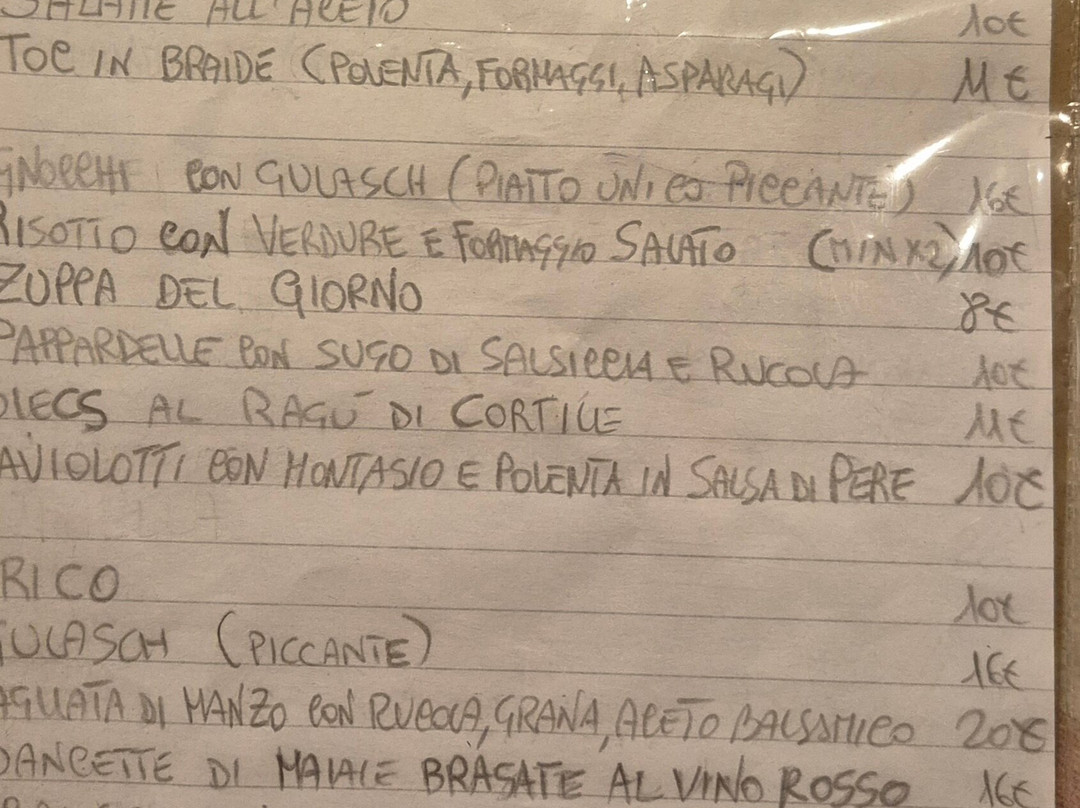 SALATTE ALL'ACETO 10€
TOC IN BRAIDE (POLENTA, FORMAGGI, ASPARAGI) 11€
GNOCCHI CON GULASCH (PIATTO UNICO PICCANTE) 16€
RISOTTO CON VERDURE E FORMAGGIO SALATO (MIN X2) 10€
ZUPPA DEL GIORNO 8€
PAPPARDELLE CON SUGO DI SALSICCIA E RUCOLA 10€
BLECS AL RAGÚ DI CORTILE 11€
RAVIOLOTTI CON MONTASIO E POLENTA IN SALSA DI PERE 10€
RICO 10€
GULASCH (PICCANTE) 16€
TAGLIATA DI MANZO CON RUCOLA, GRANA, ACETO BALSAMICO 20€
GUANCETTE DI MAIALE BRASATE AL VINO ROSSO 16€